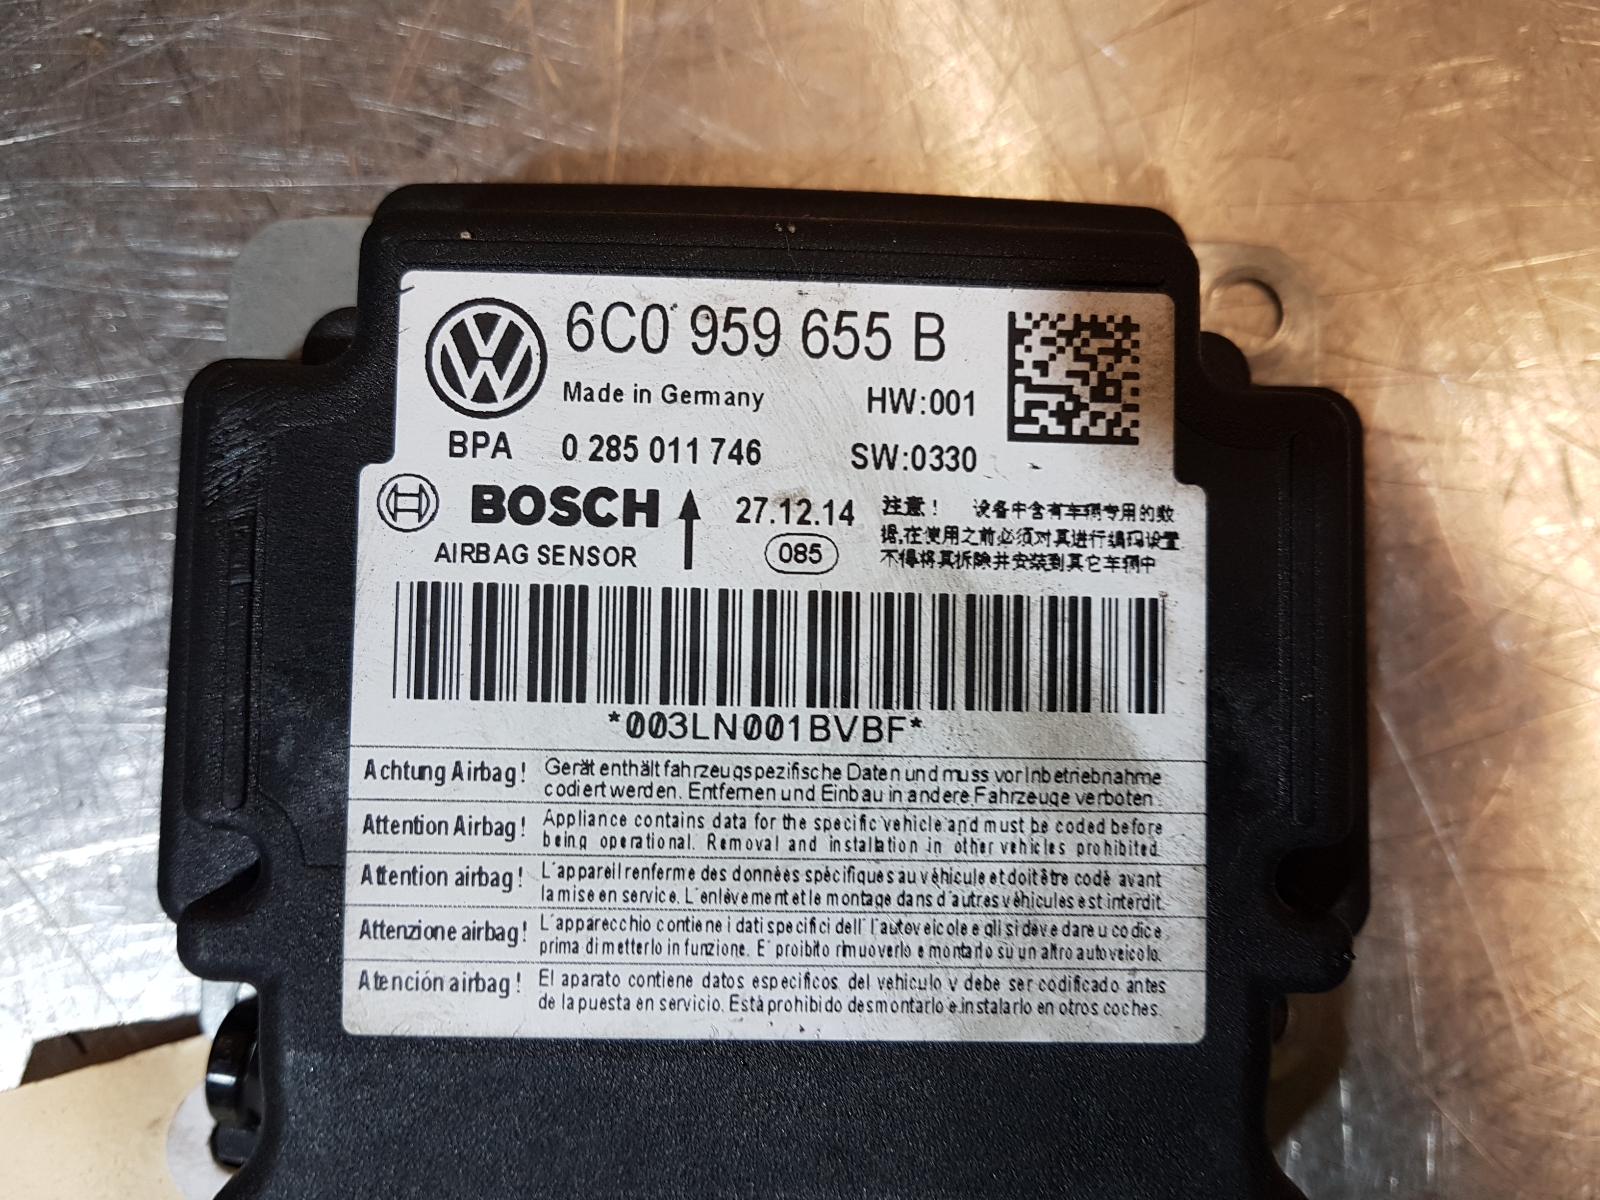 6C0 959 655 B
Made in Germany HW:001
BPA 0 285 011 746 SW:0330
BOSCH 27.12.14
AIRBAG SENSOR 085
注意！ 设备中含有车辆专用的数
据,在使用之前必须对其进行编码设置
不得将其拆除并安装到其它车辆中
*003LN001BVBF*
Achtung Airbag! Gerät enthält fahrzeugspezifische Daten und muss vor Inbetriebnahme
codiert werden. Entfernen und Einbau in andere Fahrzeuge verboten.
Attention Airbag! Appliance contains data for the specific vehicle and must be coded before
being operational. Removal and installation in other vehicles prohibited.
Attention airbag! L'appareil renferme des données spécifiques au véhicule et doit être codé avant
la mise en service. L'enlèvement et le montage dans d'autres véhicules est interdit.
Attenzione airbag! L'apparecchio contiene i dati specifici dell' l'autoveicolo e gli si deve dare u codice
prima di metterlo in funzione. E' proibito rimuoverlo e montarlo su un altro autoveicolo.
Atención airbag! El aparato contiene datos especificos del vehiculo y debe ser codificado antes
de la puesta en servicio. Està prohibido desmontarlo e instalarlo en otros coches.